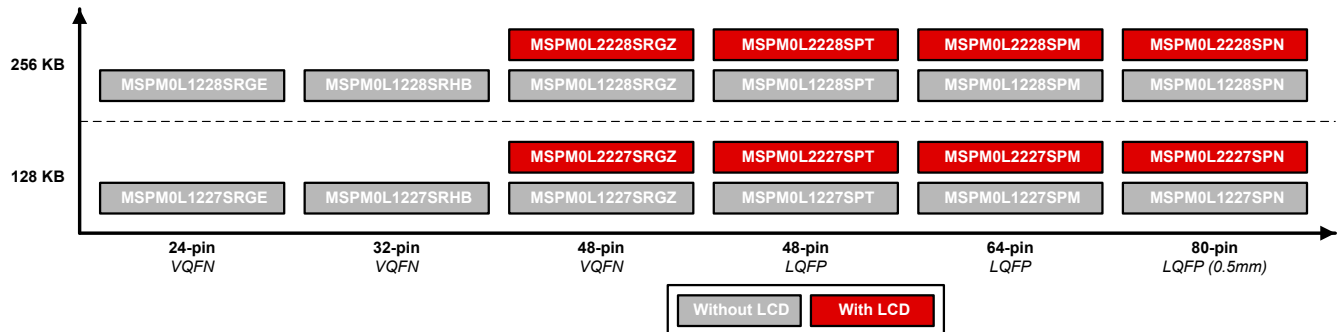 MSPM0L2228SRGZ MSPM0L2228SPT MSPM0L2228SPM MSPM0L2228SPN
256 KB
MSPM0L1228SRGE MSPM0L1228SRHB MSPM0L1228SRGZ MSPM0L1228SPT MSPM0L1228SPM MSPM0L1228SPN
MSPM0L2227SRGZ MSPM0L2227SPT MSPM0L2227SPM MSPM0L2227SPN
128 KB
MSPM0L1227SRGE MSPM0L1227SRHB MSPM0L1227SRGZ MSPM0L1227SPT MSPM0L1227SPM MSPM0L1227SPN
24-pin 32-pin 48-pin 48-pin 64-pin 80-pin
VQFN VQFN VQFN LQFP LQFP LQFP (0.5mm)
Without LCD With LCD